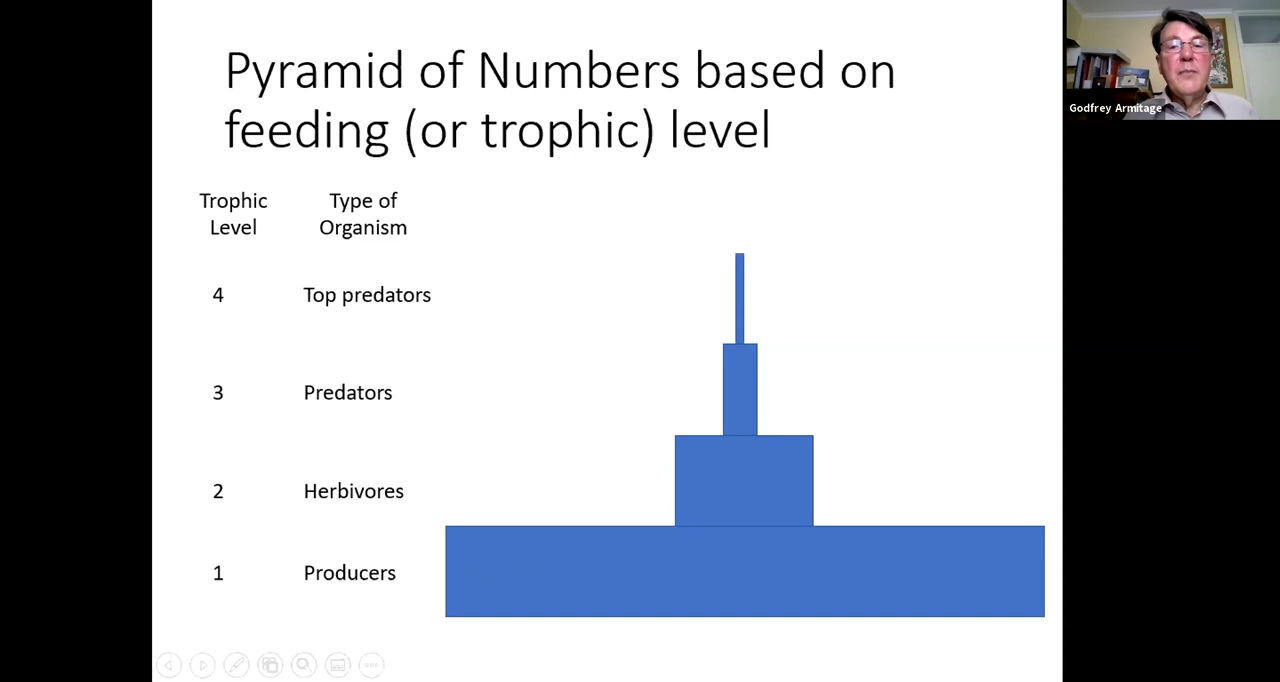 Pyramid of Numbers based on
feeding (or trophic) level
Godfrey Armitage
Trophic
Level
Type of
Organism
4 Top predators
3 Predators
2 Herbivores
1 Producers